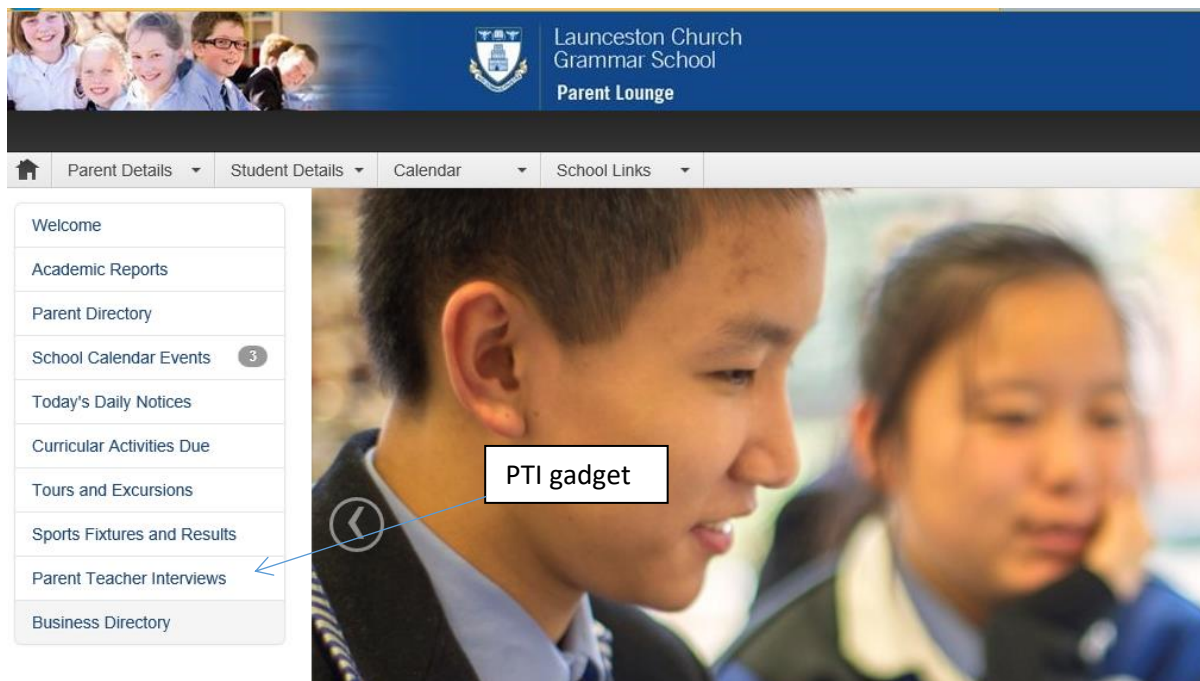 Launceston Church
Grammar School
Parent Lounge
Parent Details
Student Details
Calendar
School Links
Welcome
Academic Reports
Parent Directory
School Calendar Events 3
Today's Daily Notices
Curricular Activities Due
Tours and Excursions
Sports Fixtures and Results
Parent Teacher Interviews
Business Directory
PTI gadget